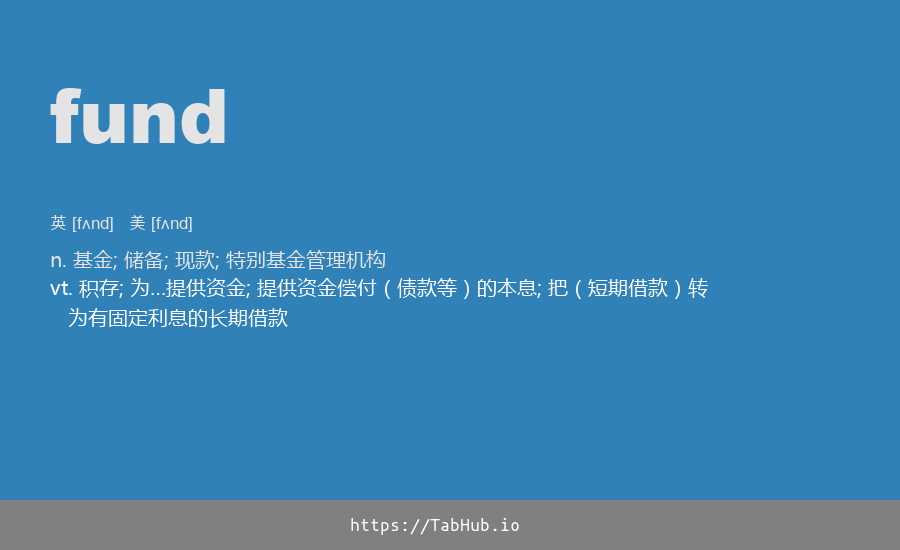 fund
英 [fʌnd] 美 [fʌnd]
n. 基金; 储备; 现款; 特别基金管理机构
vt. 积存; 为...提供资金; 提供资金偿付 ( 债款等 ) 的本息; 把 ( 短期借款 ) 转
为有固定利息的长期借款
https://TabHub.io